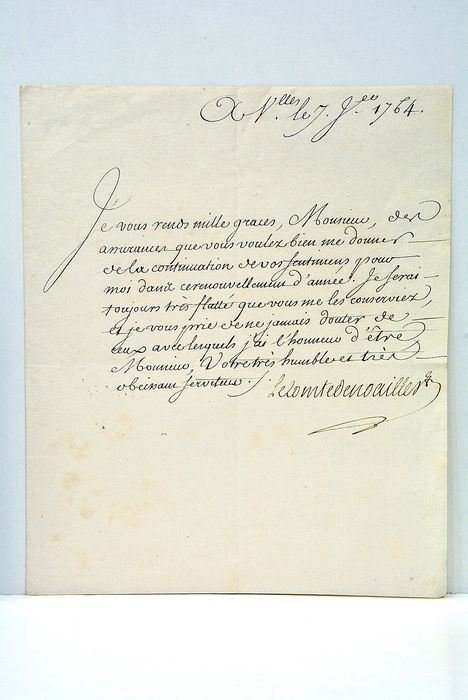 A V.lles le 7. J.er 1764.
Je vous rends mille graces, Monsieur, des
assurances que vous voulez bien me donner
de la continuation de vos sentimens pour
moi dans ce renouvellement d'année. Je serai
toujours très flatté que vous me les conserviez,
et je vous prie de ne jamais douter de
ceux avec lesquels j'ai l'honneur d'être,
Monsieur, Votre très humble et très
obeissant serviteur. /.
Le comte de noailles